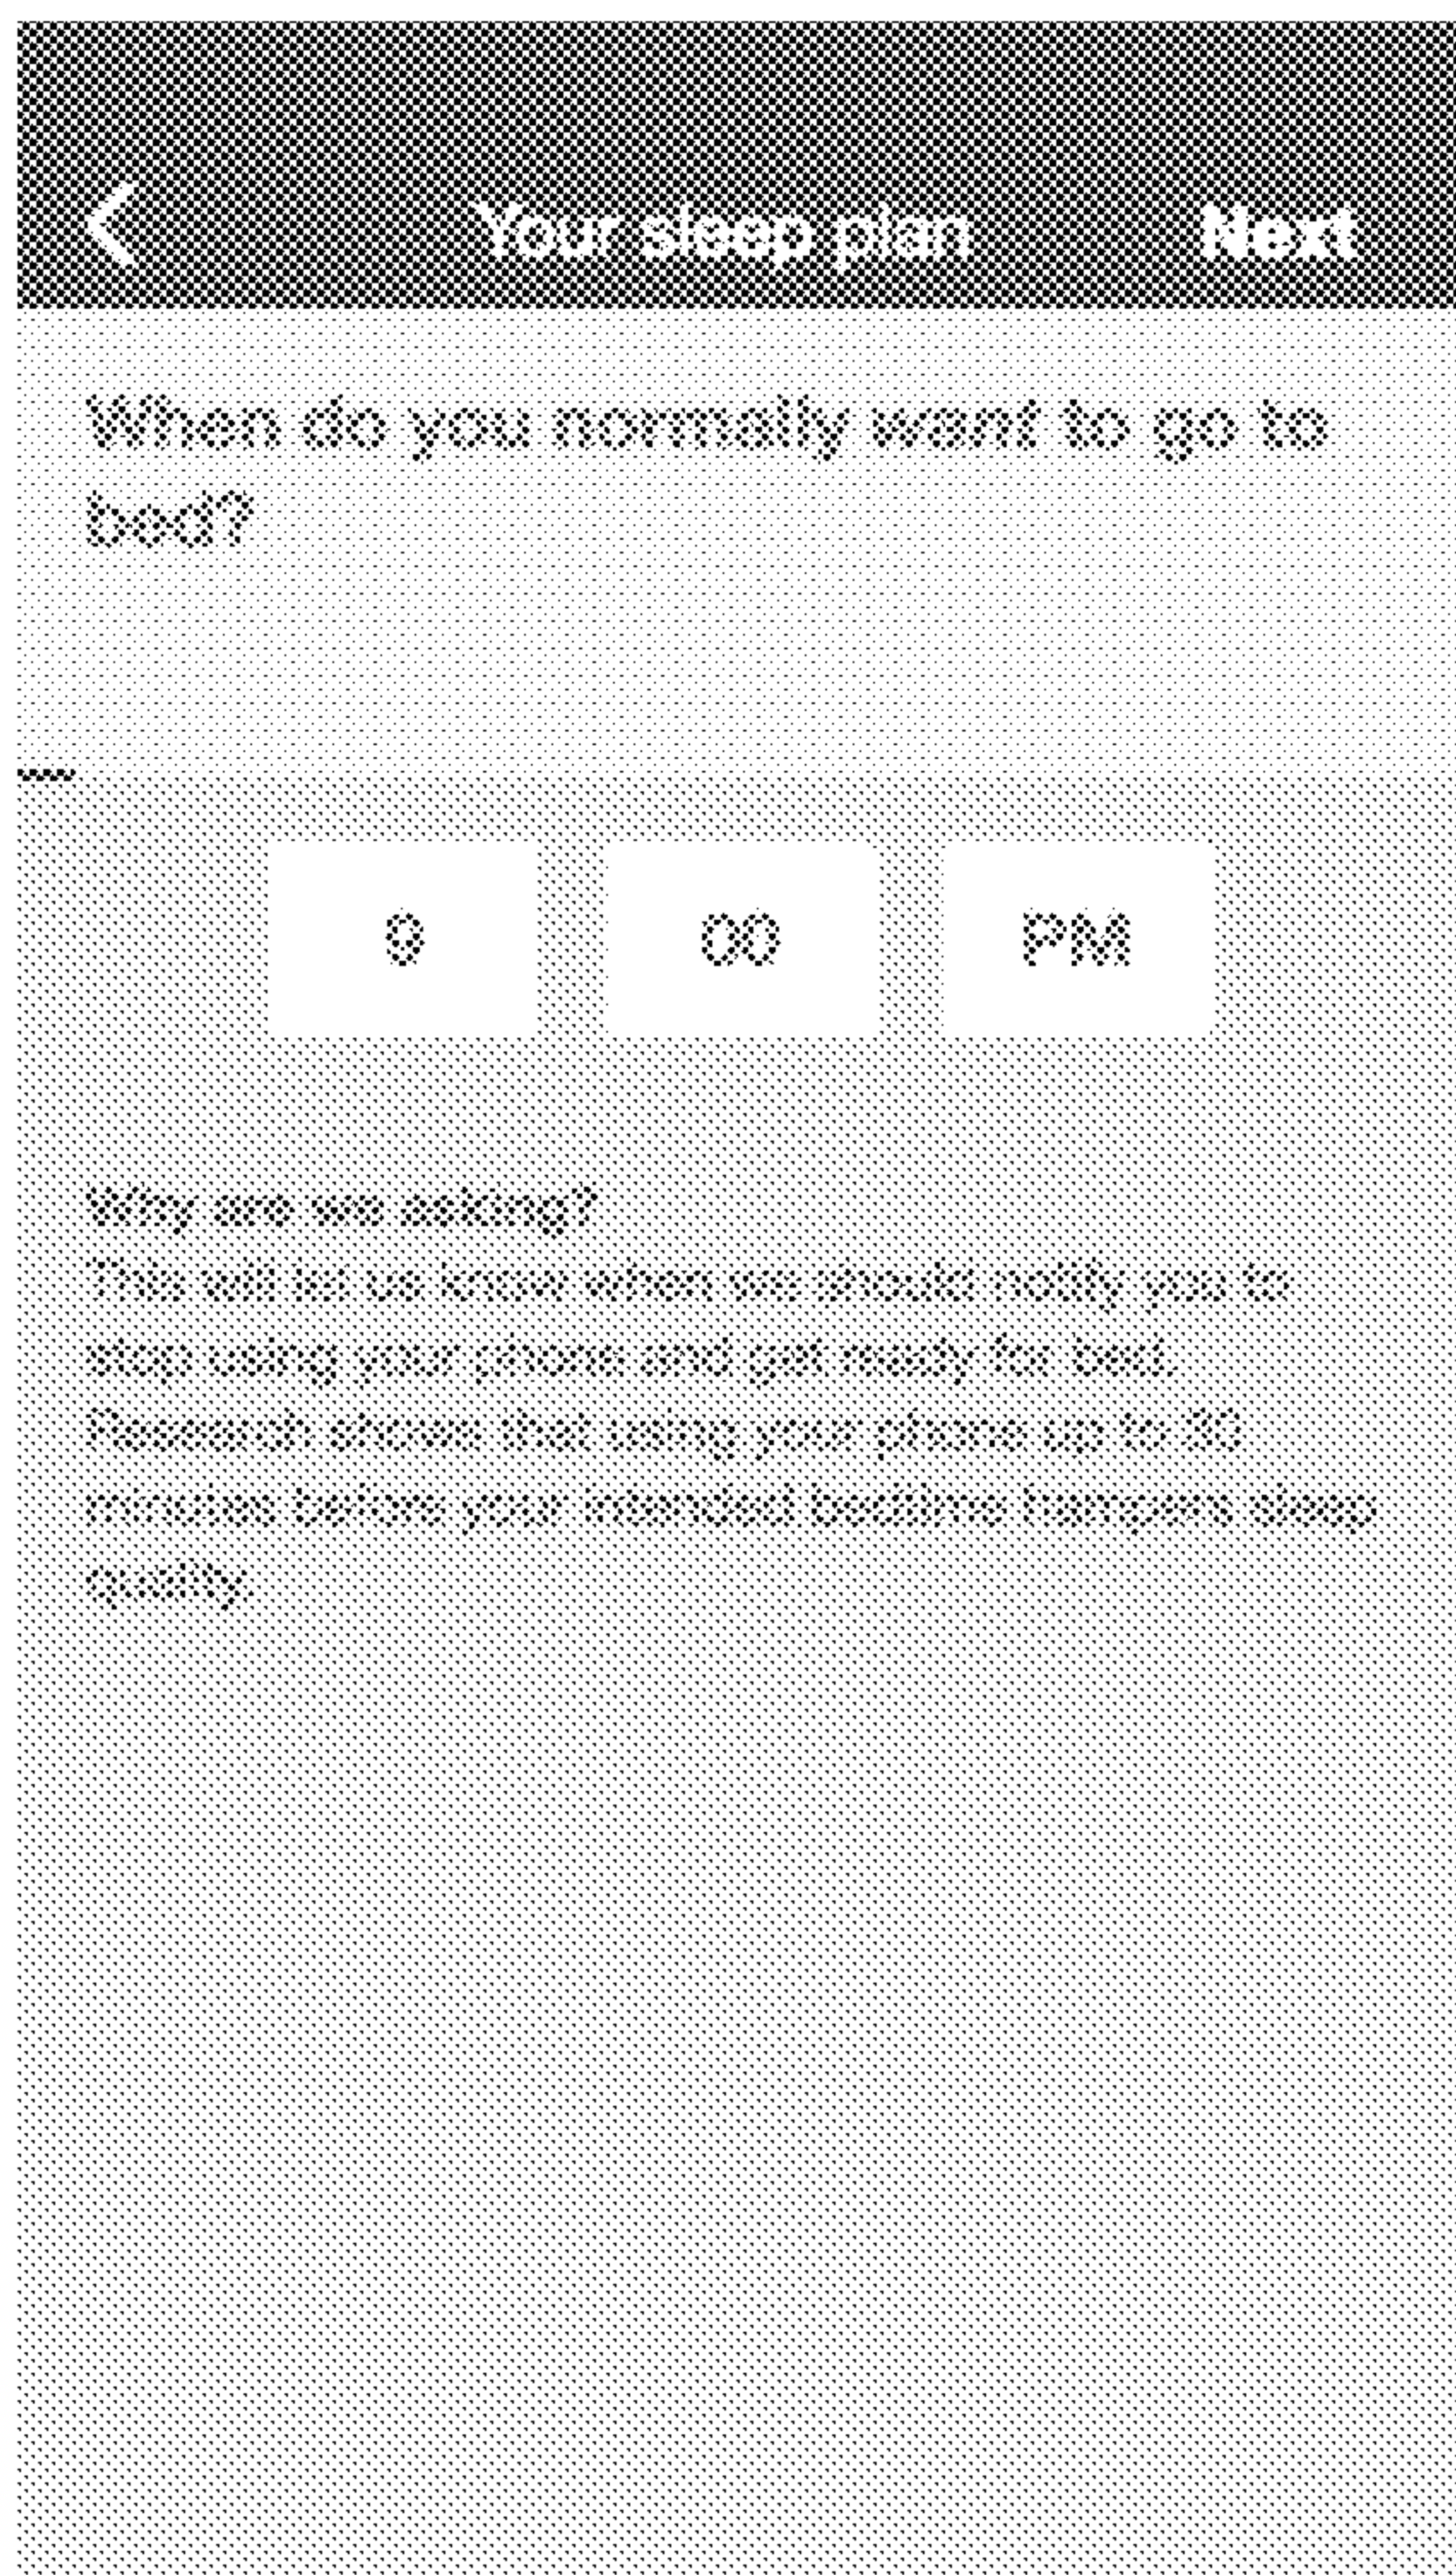 Your sleep plan
Next
When do you normally want to go to
bed?
9
00
PM
Why are we asking?
This will let us know when we should notify you to
stop using your phone and get ready for bed.
Research shows that using your phone up to 30
minutes before your intended bedtime hampers sleep
quality.